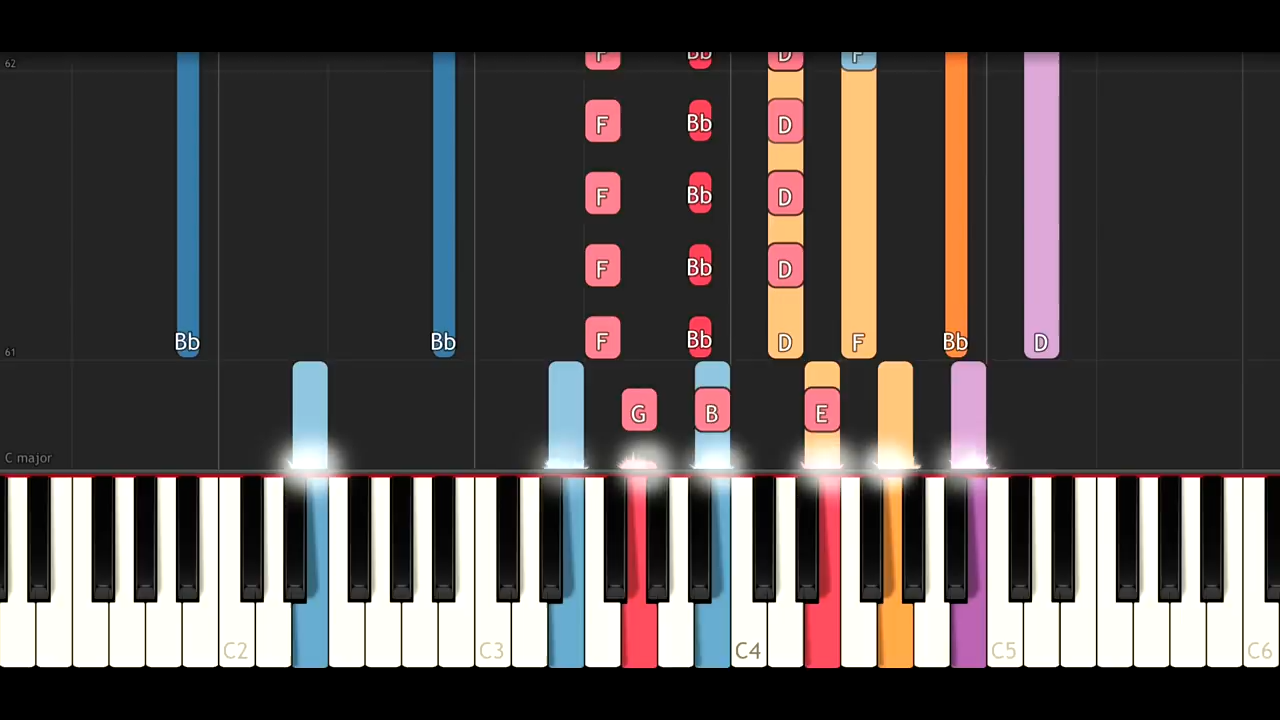 62 F Bb D F
F Bb D
F Bb D
F Bb D
61 Bb Bb F Bb D F Bb D
G B E
C major
C2 C3 C4 C5 C6